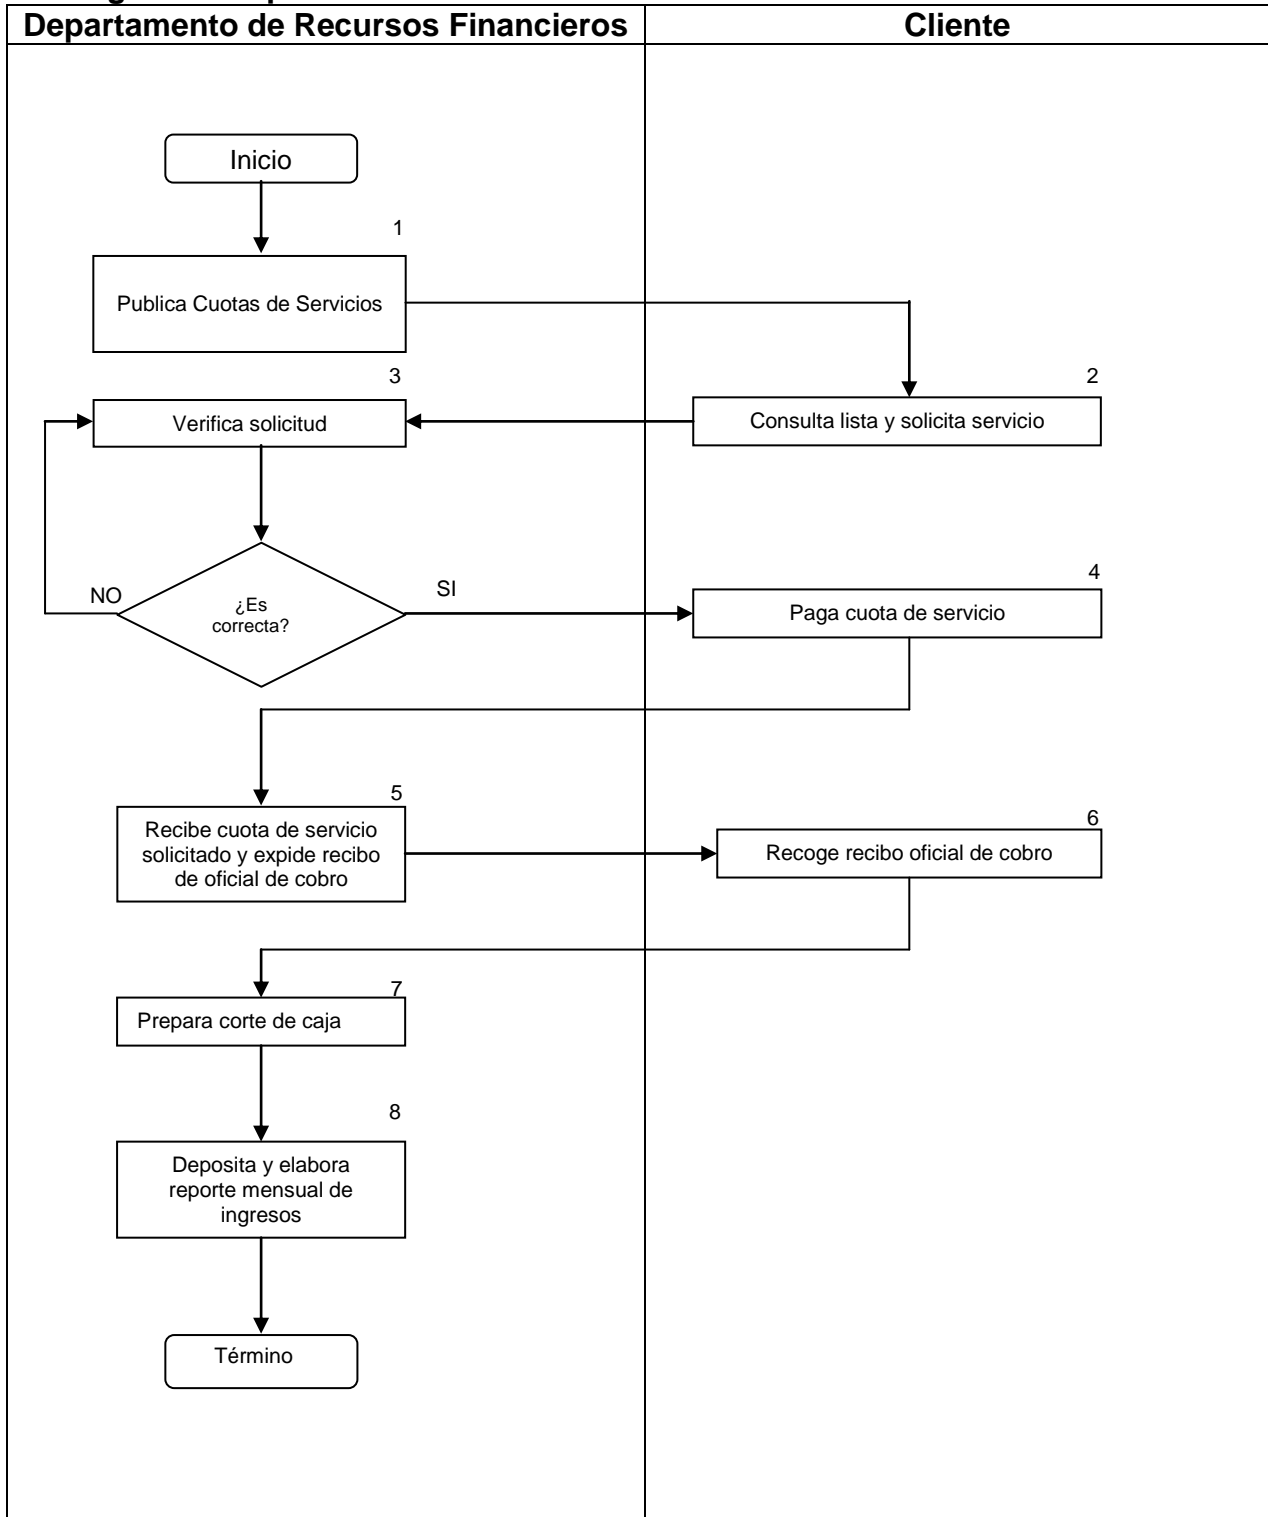 Departamento de Recursos Financieros
Cliente
Inicio
1
Publica Cuotas de Servicios
3
2
Verifica solicitud
Consulta lista y solicita servicio
NO
¿Es
correcta?
SI
4
Paga cuota de servicio
5
Recibe cuota de servicio
solicitado y expide recibo
de oficial de cobro
6
Recoge recibo oficial de cobro
7
Prepara corte de caja
8
Deposita y elabora
reporte mensual de
ingresos
Término